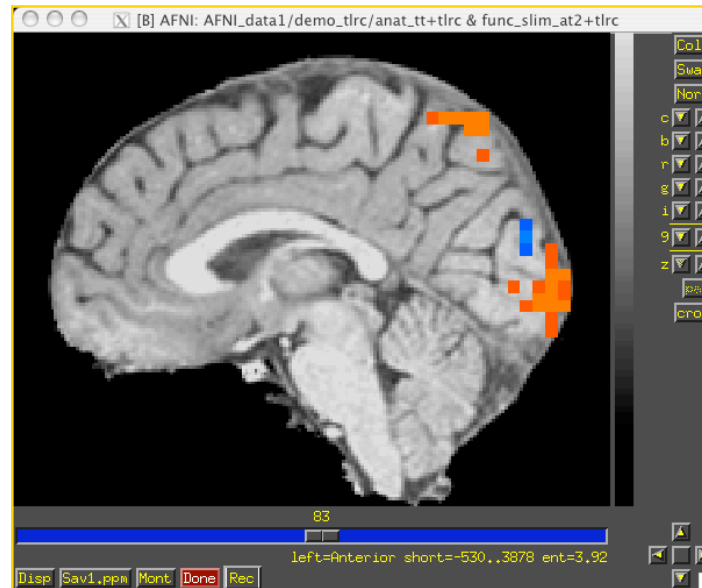 [B] AFNI: AFNI_data1/demo_tlrc/anat_tt+tlrc & func_slim_at2+tlrc
Col
Swa
Nor
c
b
r
g
i
9
z
pa
cro
83
left=Anterior short=-530..3878 ent=3.92
Disp Sav1.ppm Mont Done Rec